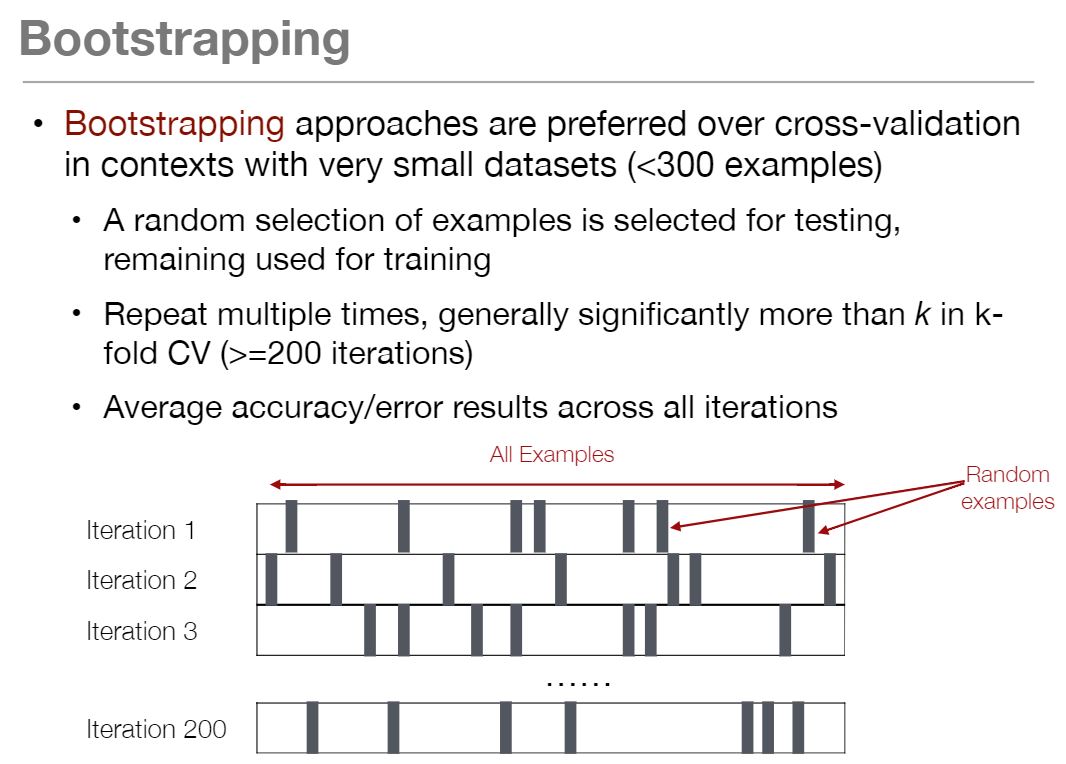 Bootstrapping
• Bootstrapping approaches are preferred over cross-validation
in contexts with very small datasets (<300 examples)
• A random selection of examples is selected for testing,
remaining used for training
• Repeat multiple times, generally significantly more than k in k-
fold CV (>=200 iterations)
• Average accuracy/error results across all iterations
All Examples
Random
examples
Iteration 1
Iteration 2
Iteration 3
......
Iteration 200